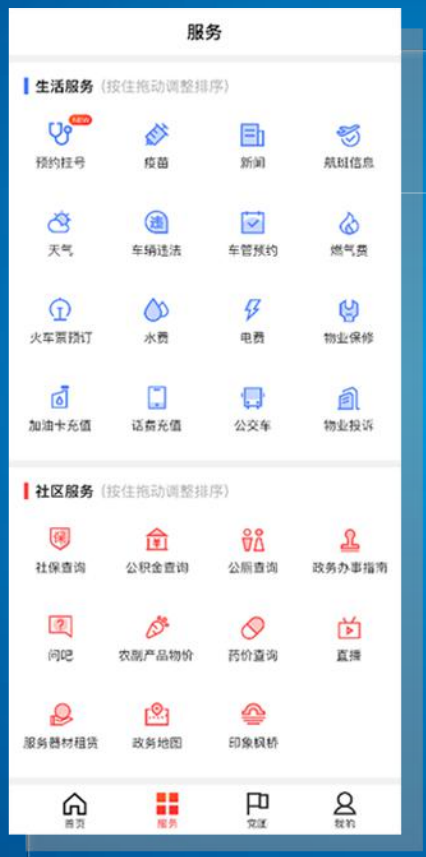 服务
生活服务（按住拖动调整排序）
NEW
预约挂号 疫苗 新闻 航班信息
违
天气 车辆违法 车管预约 燃气费
火车票预订 水费 电费 物业保修
加油卡充值 话费充值 公交车 物业投诉
社区服务（按住拖动调整排序）
保
社保查询 公积金查询 公厕查询 政务办事指南
问吧 农副产品物价 药价查询 直播
服务器材租赁 政务地图 印象枫桥
首页 服务 党建 我的